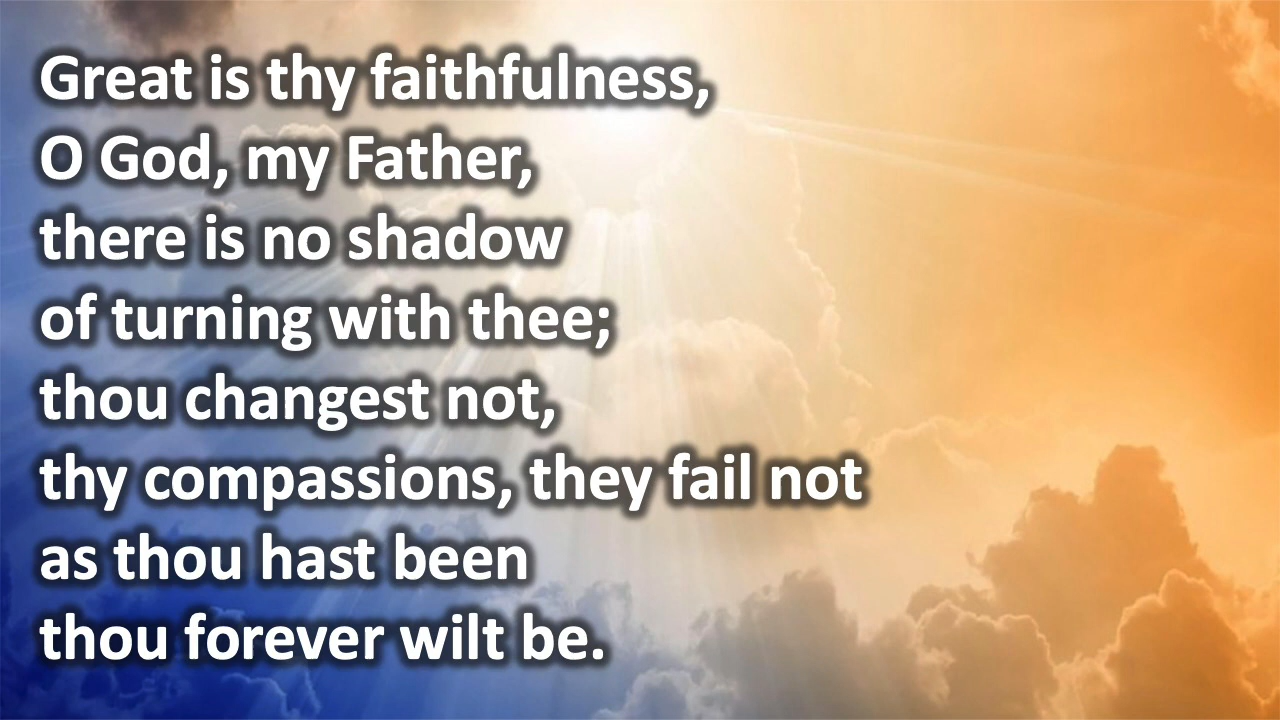 Great is thy faithfulness,
O God, my Father,
there is no shadow
of turning with thee;
thou changest not,
thy compassions, they fail not
as thou hast been
thou forever wilt be.